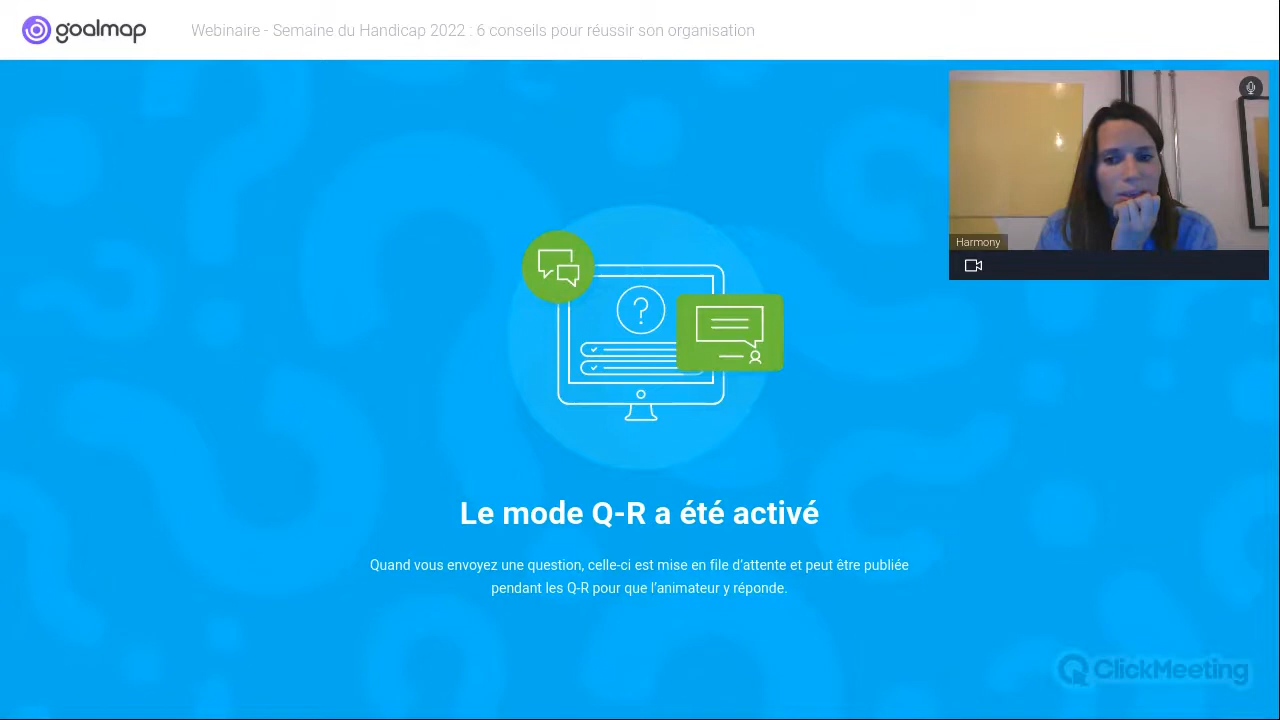 goalmap
Webinaire - Semaine du Handicap 2022 : 6 conseils pour réussir son organisation
Harmony
Le mode Q-R a été activé
Quand vous envoyez une question, celle-ci est mise en file d’attente et peut être publiée
pendant les Q-R pour que l’animateur y réponde.
ClickMeeting